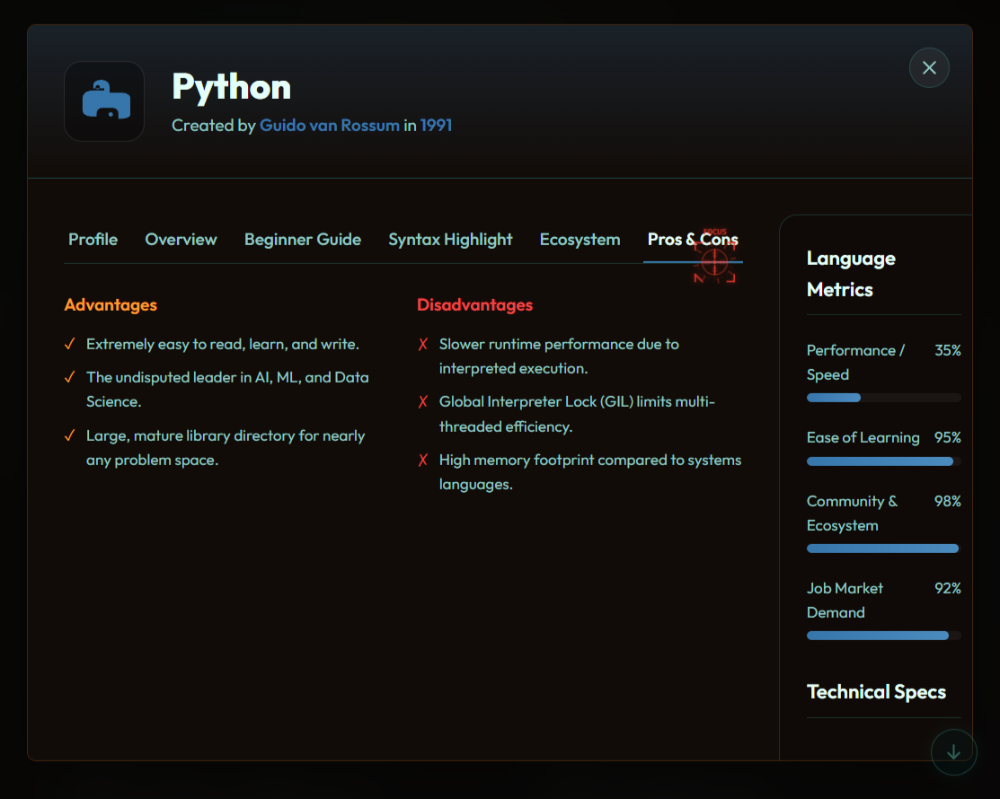 Python
Created by Guido van Rossum in 1991
Profile
Overview
Beginner Guide
Syntax Highlight
Ecosystem
Pros & Cons
FOCUS
Advantages
✓ Extremely easy to read, learn, and write.
✓ The undisputed leader in AI, ML, and Data
Science.
✓ Large, mature library directory for nearly
any problem space.
Disadvantages
✗ Slower runtime performance due to
interpreted execution.
✗ Global Interpreter Lock (GIL) limits multi-
threaded efficiency.
✗ High memory footprint compared to systems
languages.
Language
Metrics
Performance / 35%
Speed
Ease of Learning 95%
Community & 98%
Ecosystem
Job Market 92%
Demand
Technical Specs